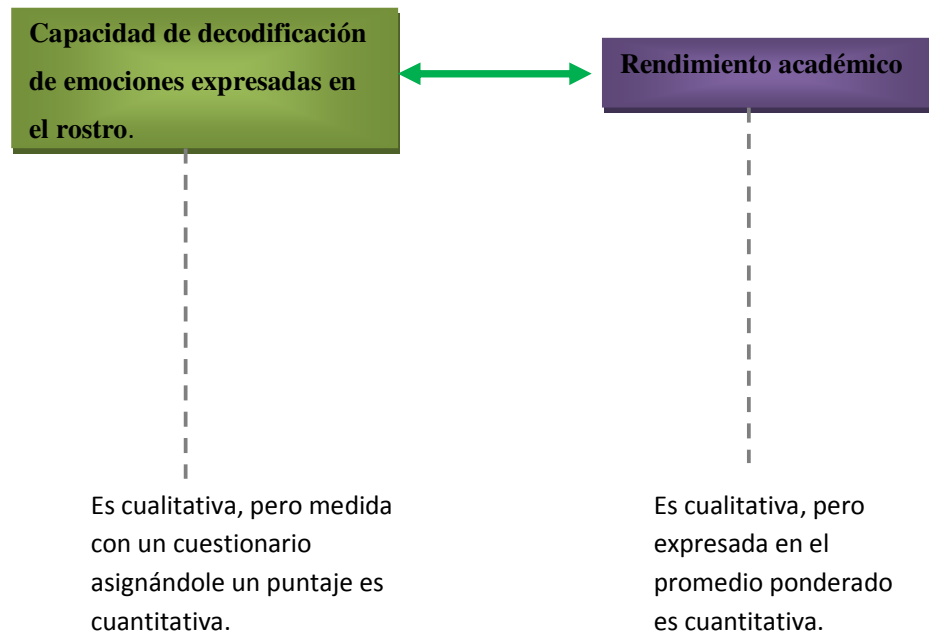 Capacidad de decodificación
de emociones expresadas en
el rostro.
Rendimiento académico
Es cualitativa, pero medida
con un cuestionario
asignándole un puntaje es
cuantitativa.
Es cualitativa, pero
expresada en el
promedio ponderado
es cuantitativa.